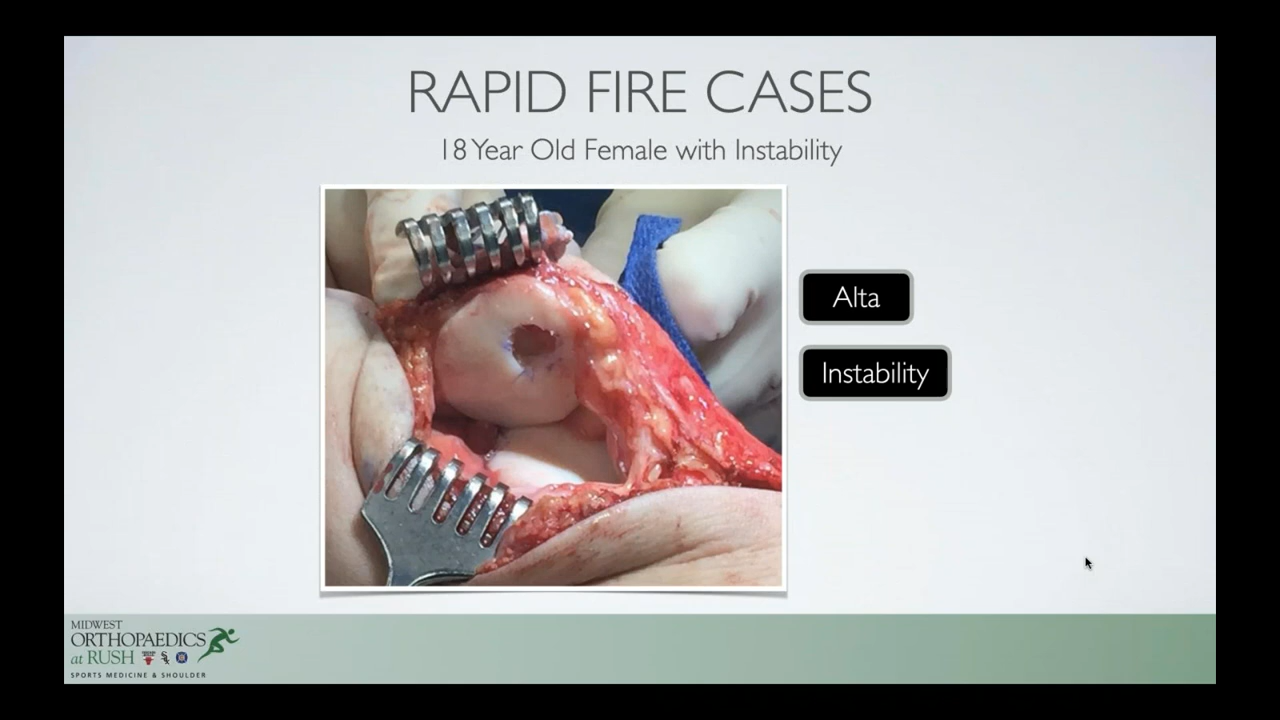 RAPID FIRE CASES
18 Year Old Female with Instability
Alta
Instability
MIDWEST
ORTHOPAEDICS
at RUSH
SPORTS MEDICINE & SHOULDER